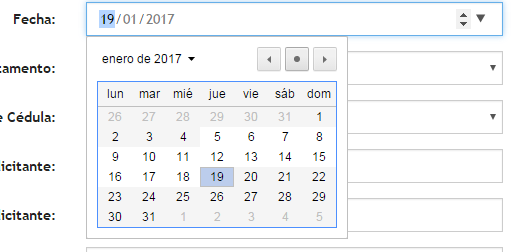 Fecha: 19/01/2017
enero de 2017
tamento:
lun mar mié jue vie sáb dom
26 27 28 29 30 31 1
e Cédula:
2 3 4 5 6 7 8
9 10 11 12 13 14 15
icitante:
16 17 18 19 20 21 22
23 24 25 26 27 28 29
icitante:
30 31 1 2 3 4 5